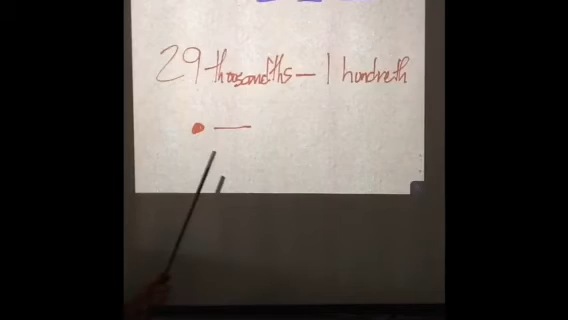 29 thousandths — 1 hundreth
. —